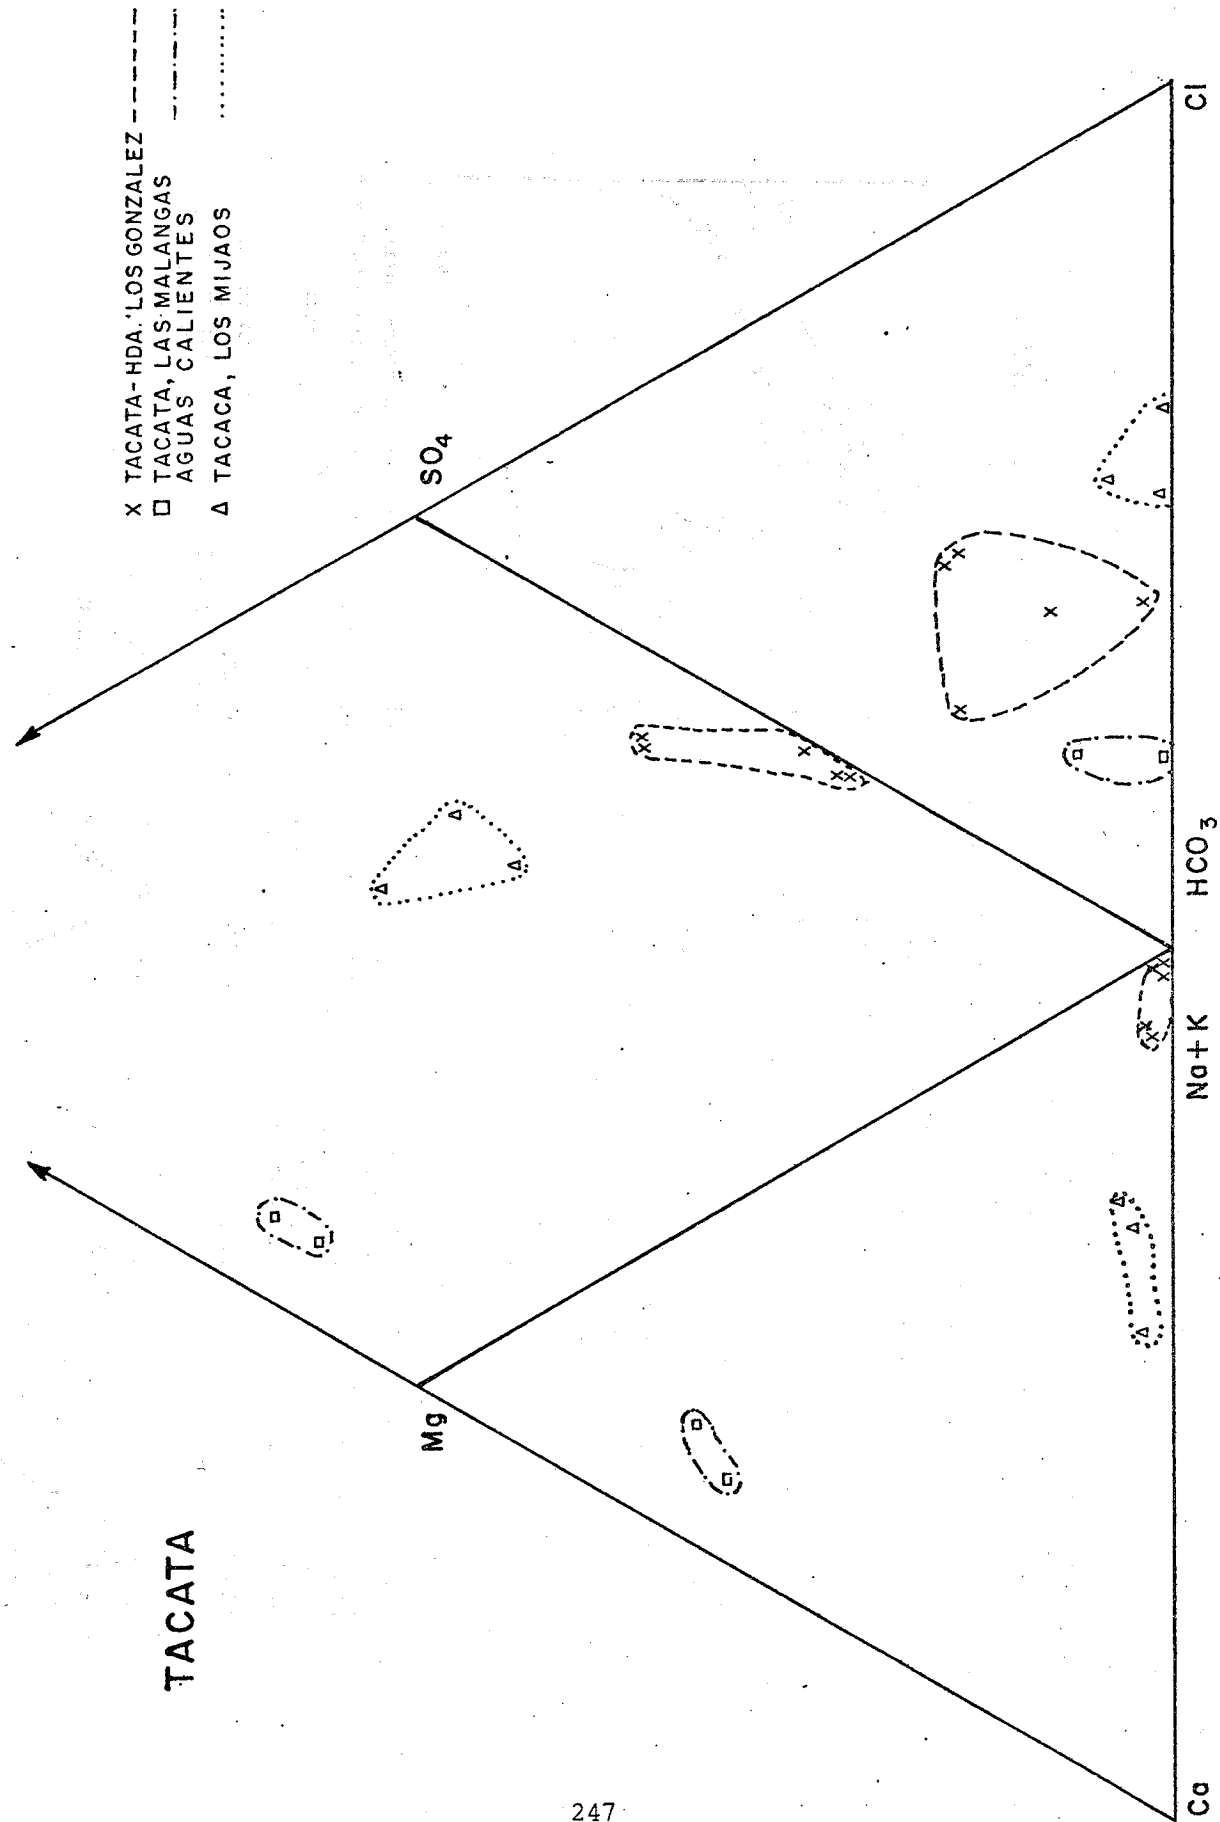 TACATA
X TACATA-HDA. LOS GONZALEZ
□ TACATA, LAS MALANGAS
AGUAS CALIENTES
Δ TACACA, LOS MIJAOS
Mg
SO4
Ca
Na+K
HCO3
Cl
247